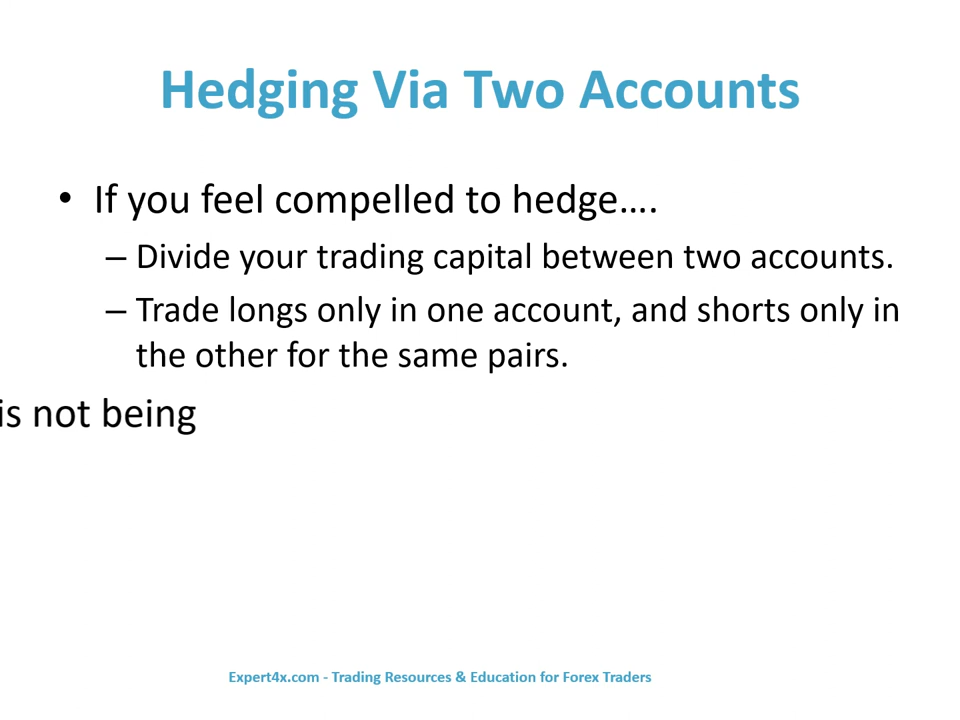 Hedging Via Two Accounts
• If you feel compelled to hedge….
– Divide your trading capital between two accounts.
– Trade longs only in one account, and shorts only in
the other for the same pairs.
is not being
Expert4x.com - Trading Resources & Education for Forex Traders